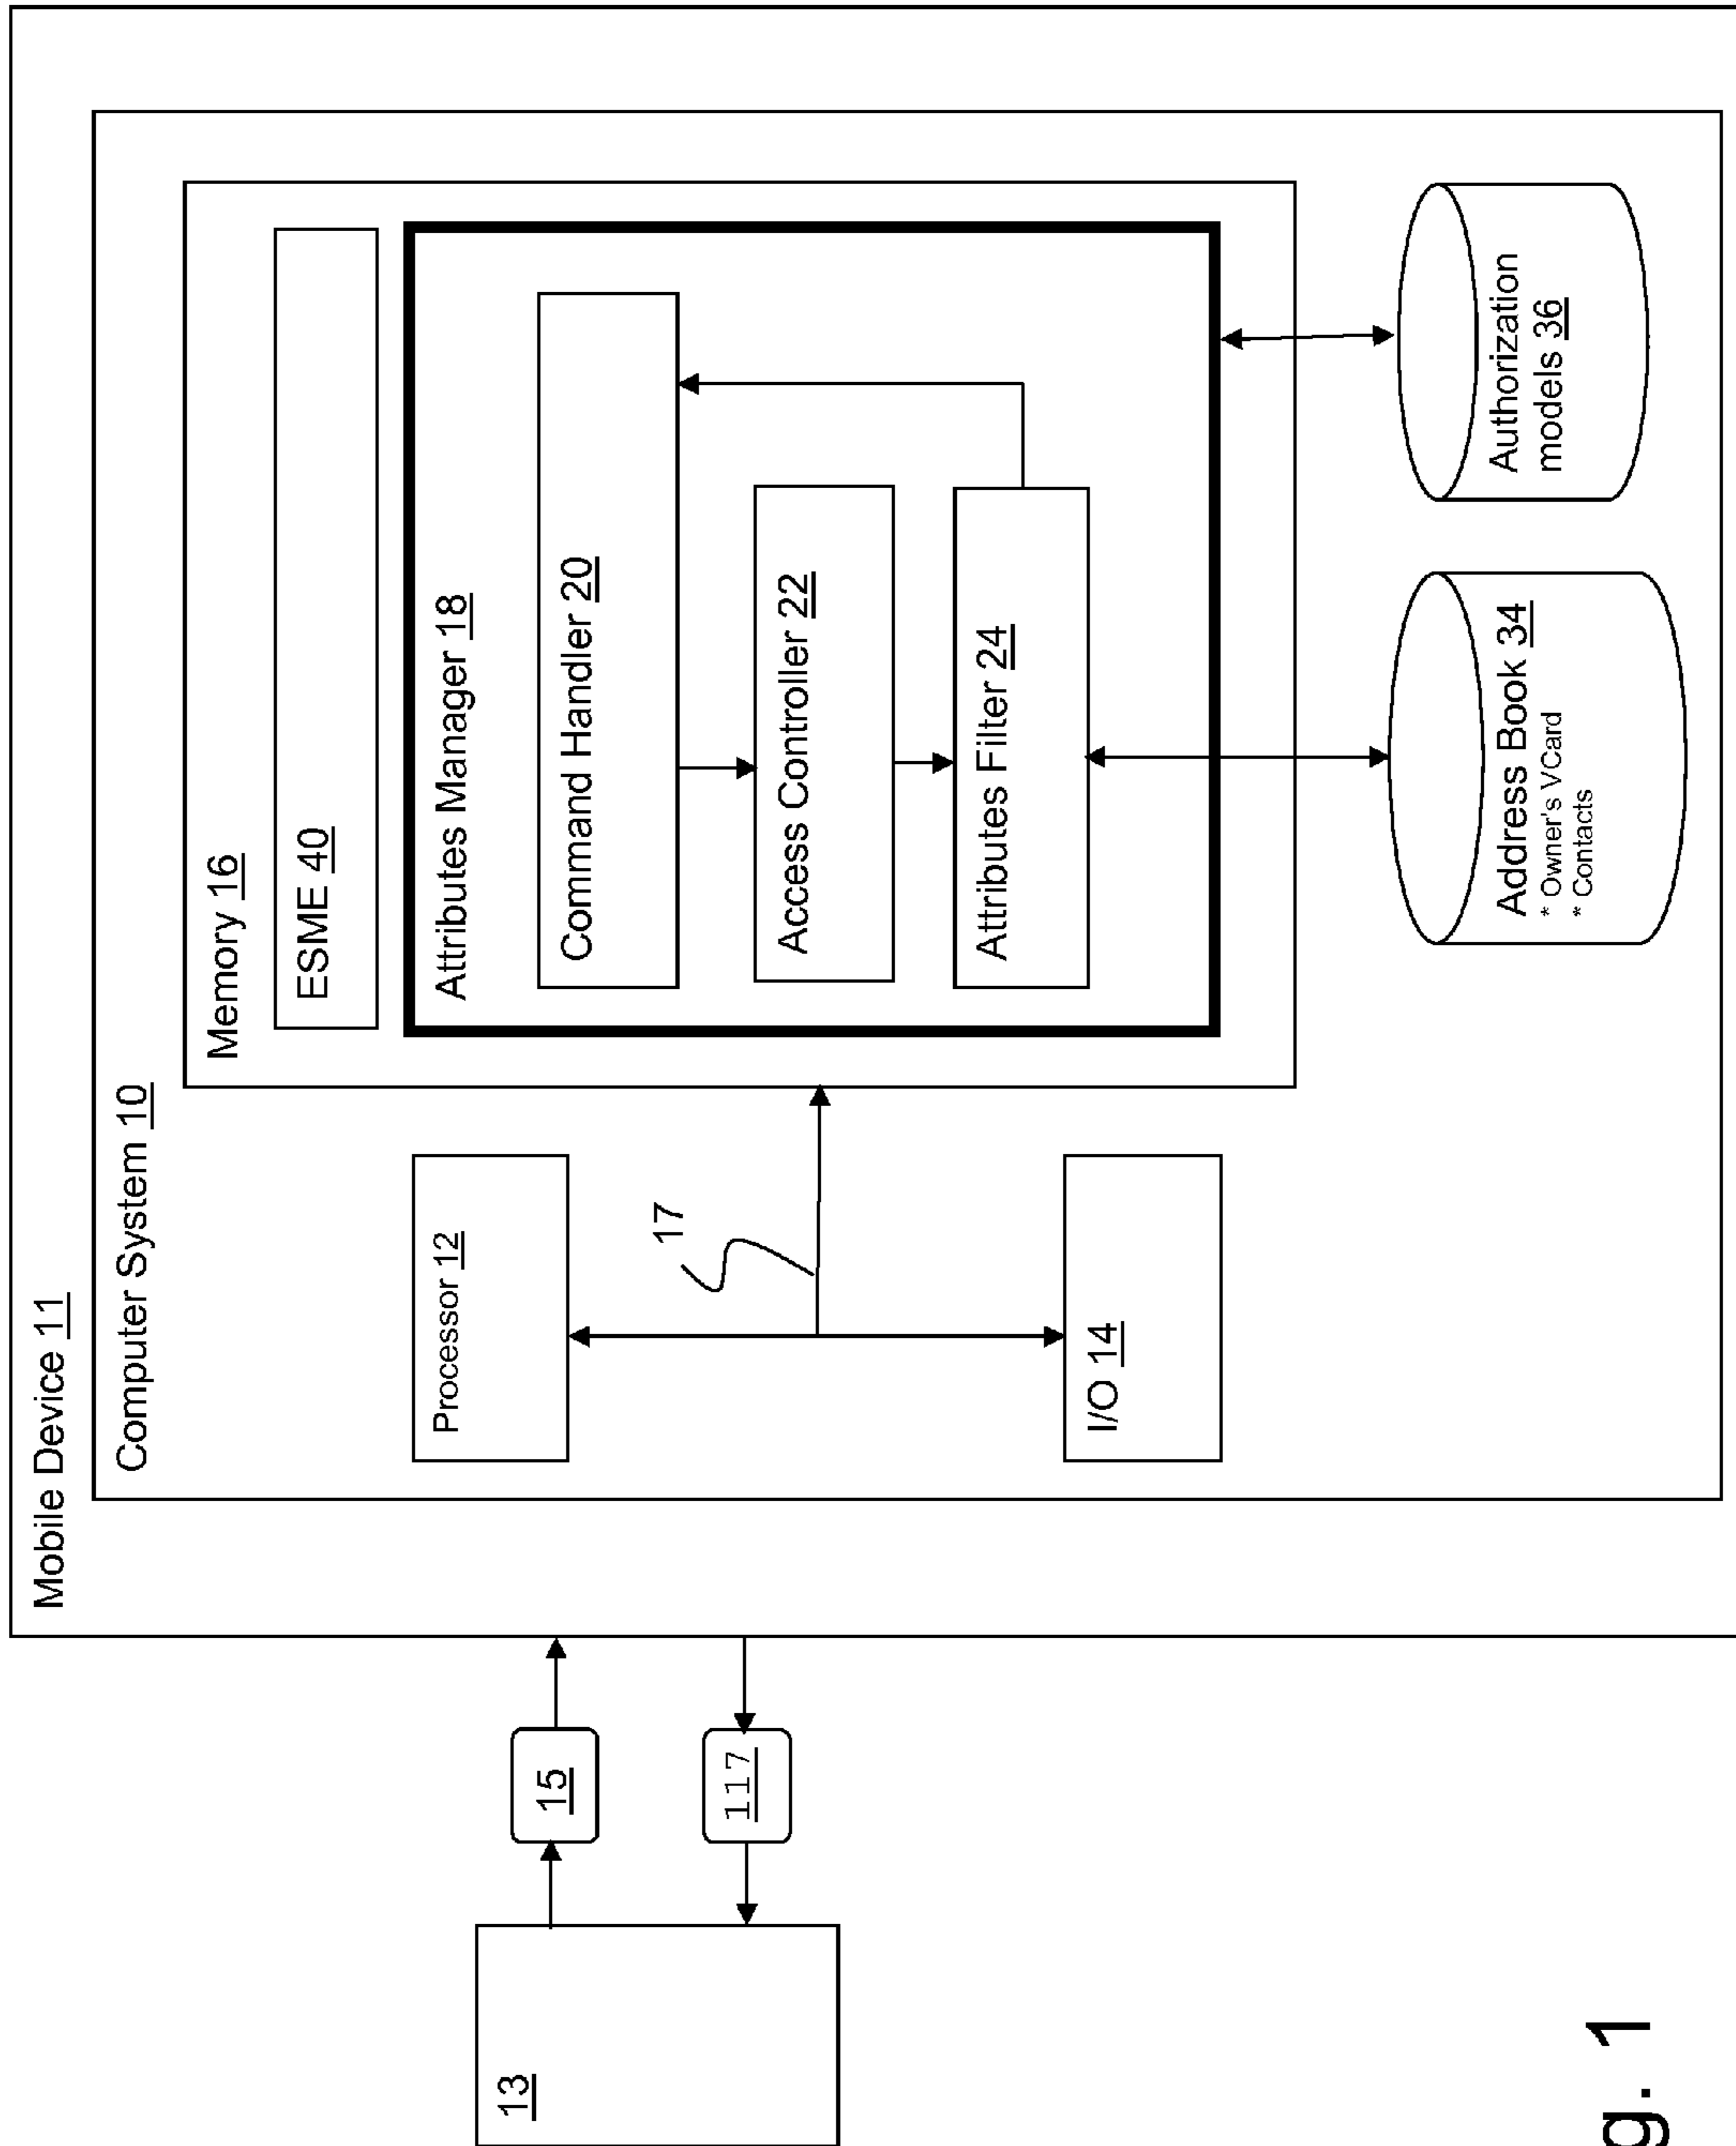 Mobile Device 11
Computer System 10
Memory 16
ESME 40
Attributes Manager 18
Command Handler 20
Access Controller 22
Attributes Filter 24
Processor 12
17
I/O 14
Address Book 34
* Owner's VCard
* Contacts
Authorization
models 36
15
117
13
g. 1